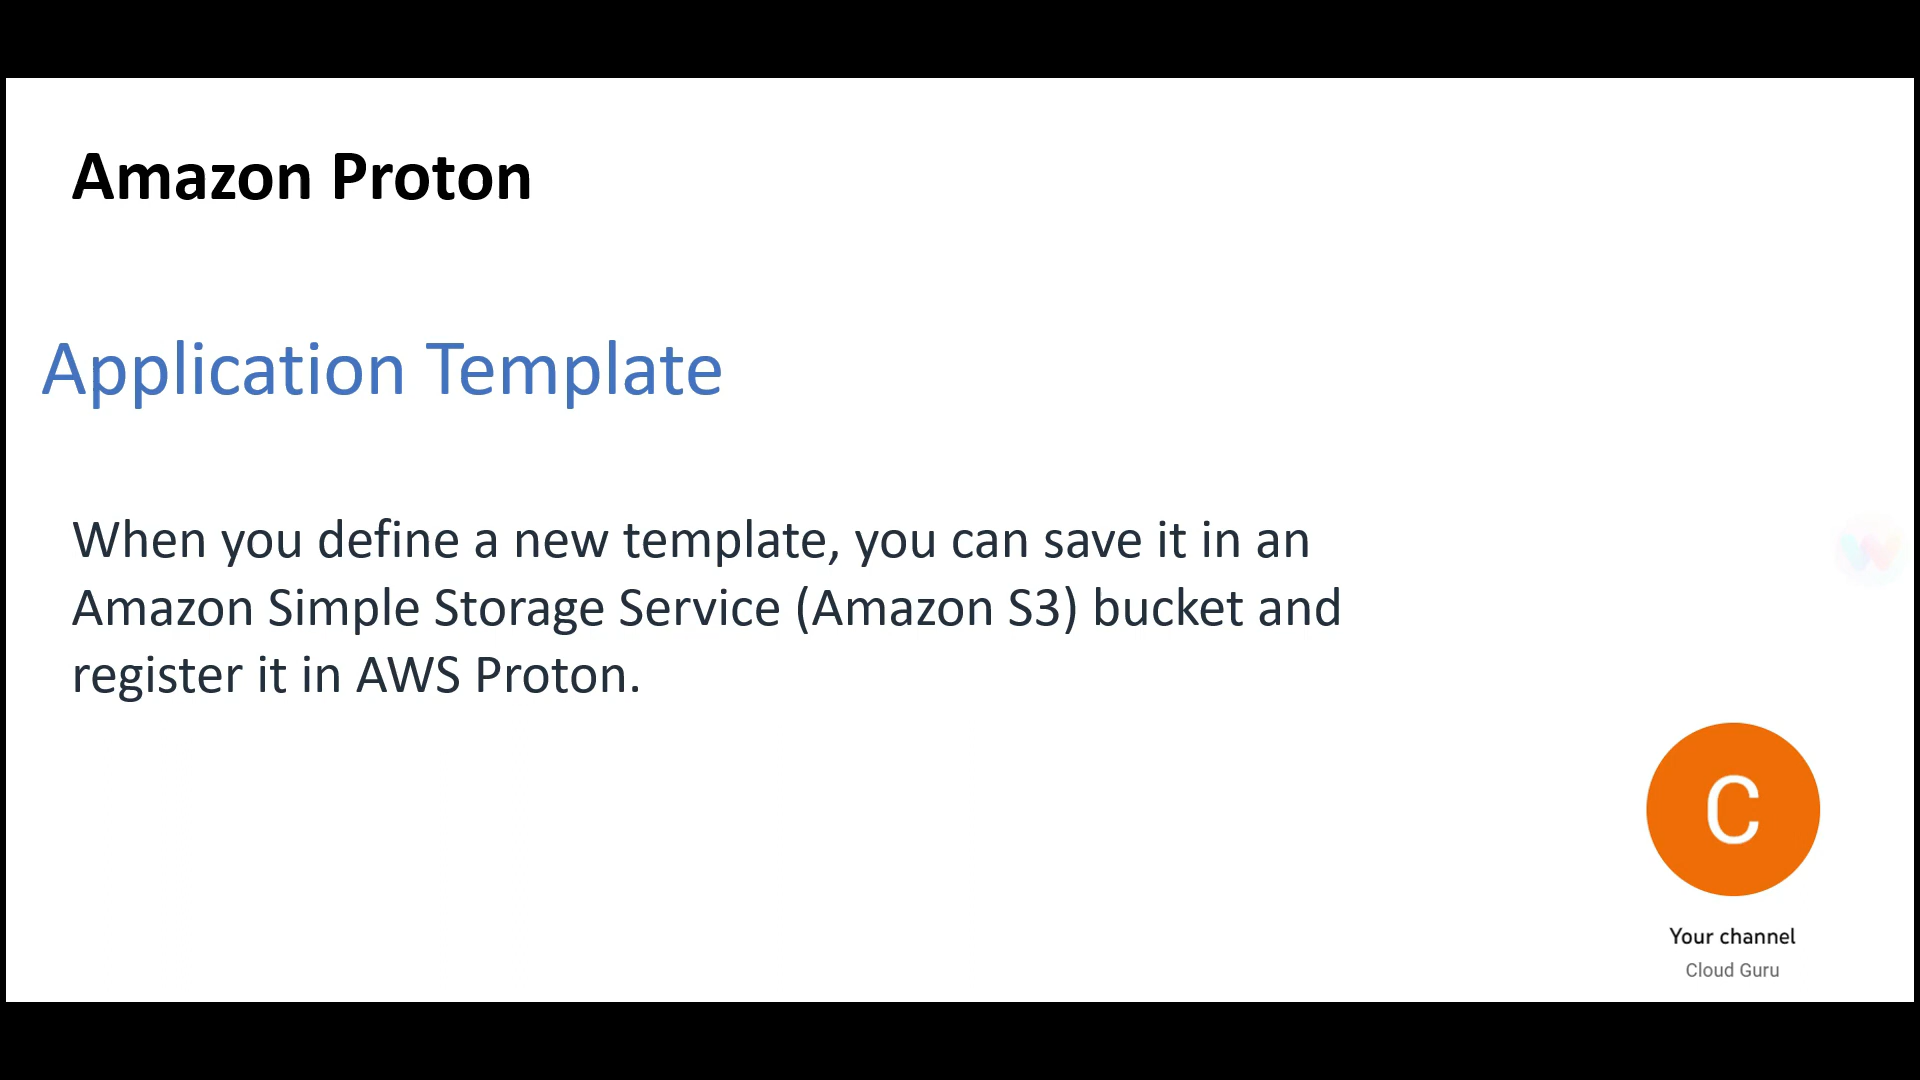 Amazon Proton
Application Template
When you define a new template, you can save it in an
Amazon Simple Storage Service (Amazon S3) bucket and
register it in AWS Proton.
C
Your channel
Cloud Guru